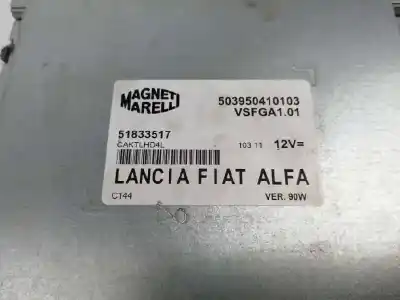 MAGNETI MARELLI 503950410103
VSFGA1.01
51833517
CAKTLHD4L 103 11 12V=
LANCIA FIAT ALFA
C144 VER. 90W